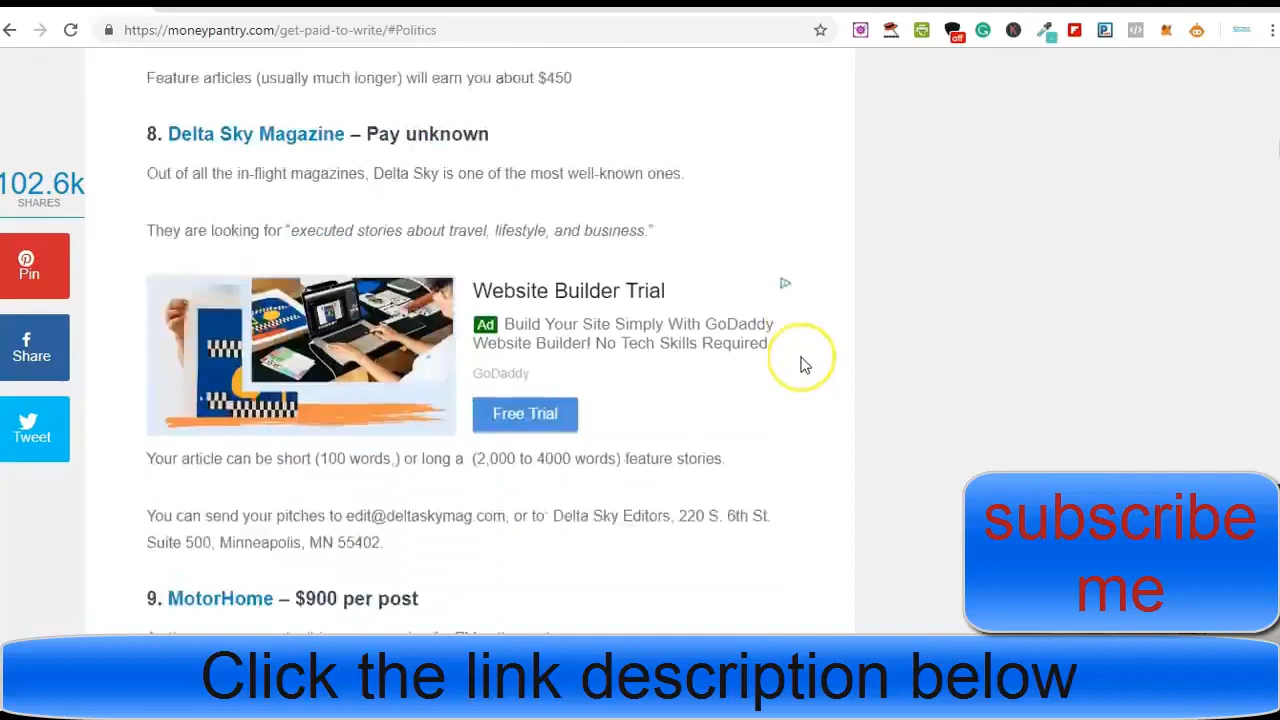 https://moneypantry.com/get-paid-to-write/#Politics
off
Feature articles (usually much longer) will earn you about $450
8. Delta Sky Magazine – Pay unknown
Out of all the in-flight magazines, Delta Sky is one of the most well-known ones.
102.6k
SHARES
They are looking for “executed stories about travel, lifestyle, and business.”
Pin
Website Builder Trial
Ad Build Your Site Simply With GoDaddy
Website Builder! No Tech Skills Required
GoDaddy
Free Trial
Share
Tweet
Your article can be short (100 words,) or long a (2,000 to 4000 words) feature stories.
You can send your pitches to edit@deltaskymag.com, or to Delta Sky Editors, 220 S. 6th St.
Suite 500, Minneapolis, MN 55402.
9. MotorHome – $900 per post
subscribe
me
Click the link description below